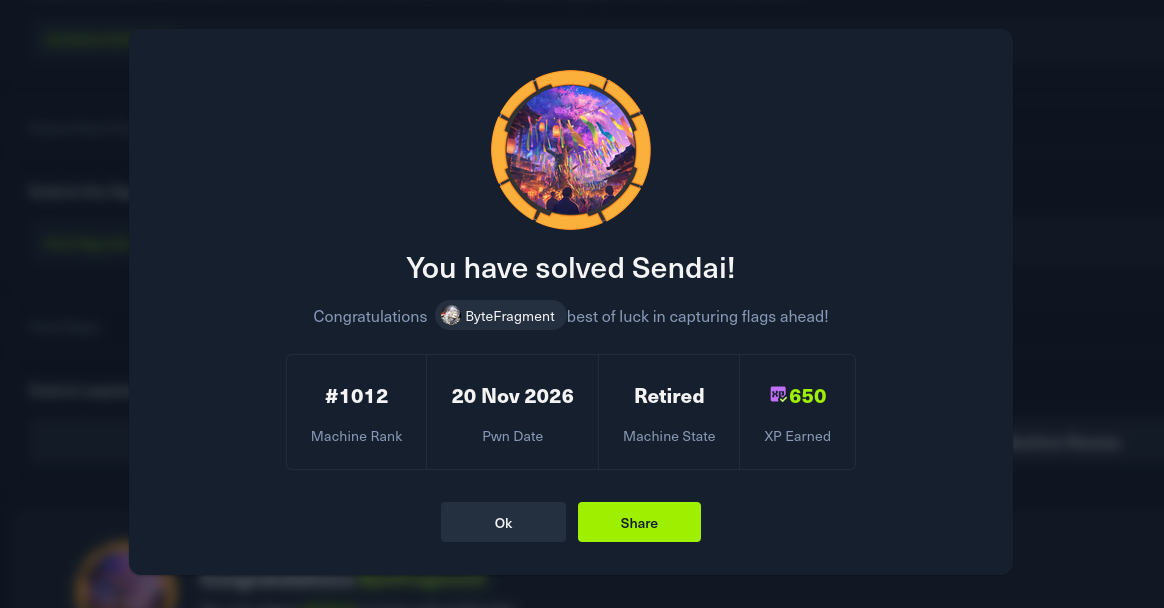 You have solved Sendai!
Congratulations ByteFragment best of luck in capturing flags ahead!
#1012 20 Nov 2026 Retired XP 650
Machine Rank Pwn Date Machine State XP Earned
Ok Share